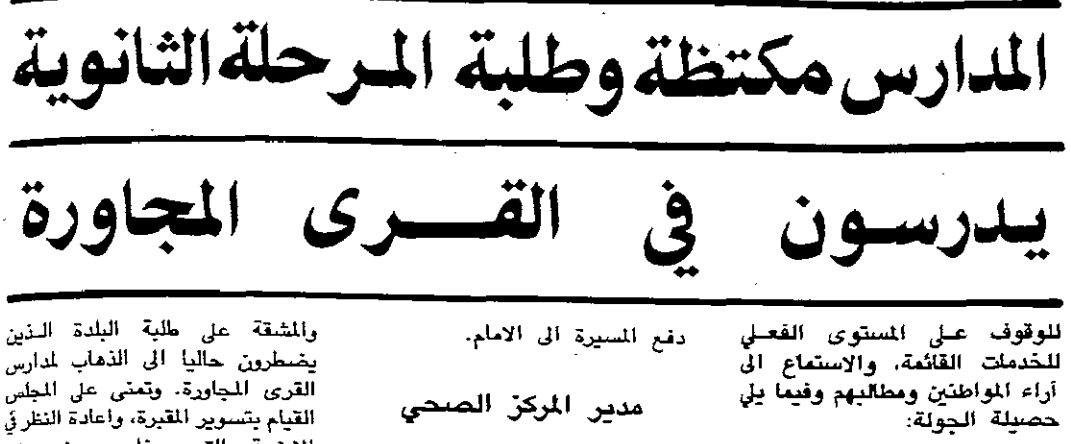 المدارس مكتظة وطلبة المرحلة الثانوية
يدرسون في القرى المجاورة
للوقوف على المستوى الفعلي
للخدمات القائمة، والاستماع الى
آراء المواطنين ومطالبهم وفيما يلي
حصيلة الجولة:
دفع المسيرة الى الامام.
مدير المركز الصحي
والمشقة على طلبة البلدة الذين
يضطرون حاليا الى الذهاب لمدارس
القرى المجاورة. وتمنى على المجلس
القيام بتسوير المقبرة، واعادة النظر في